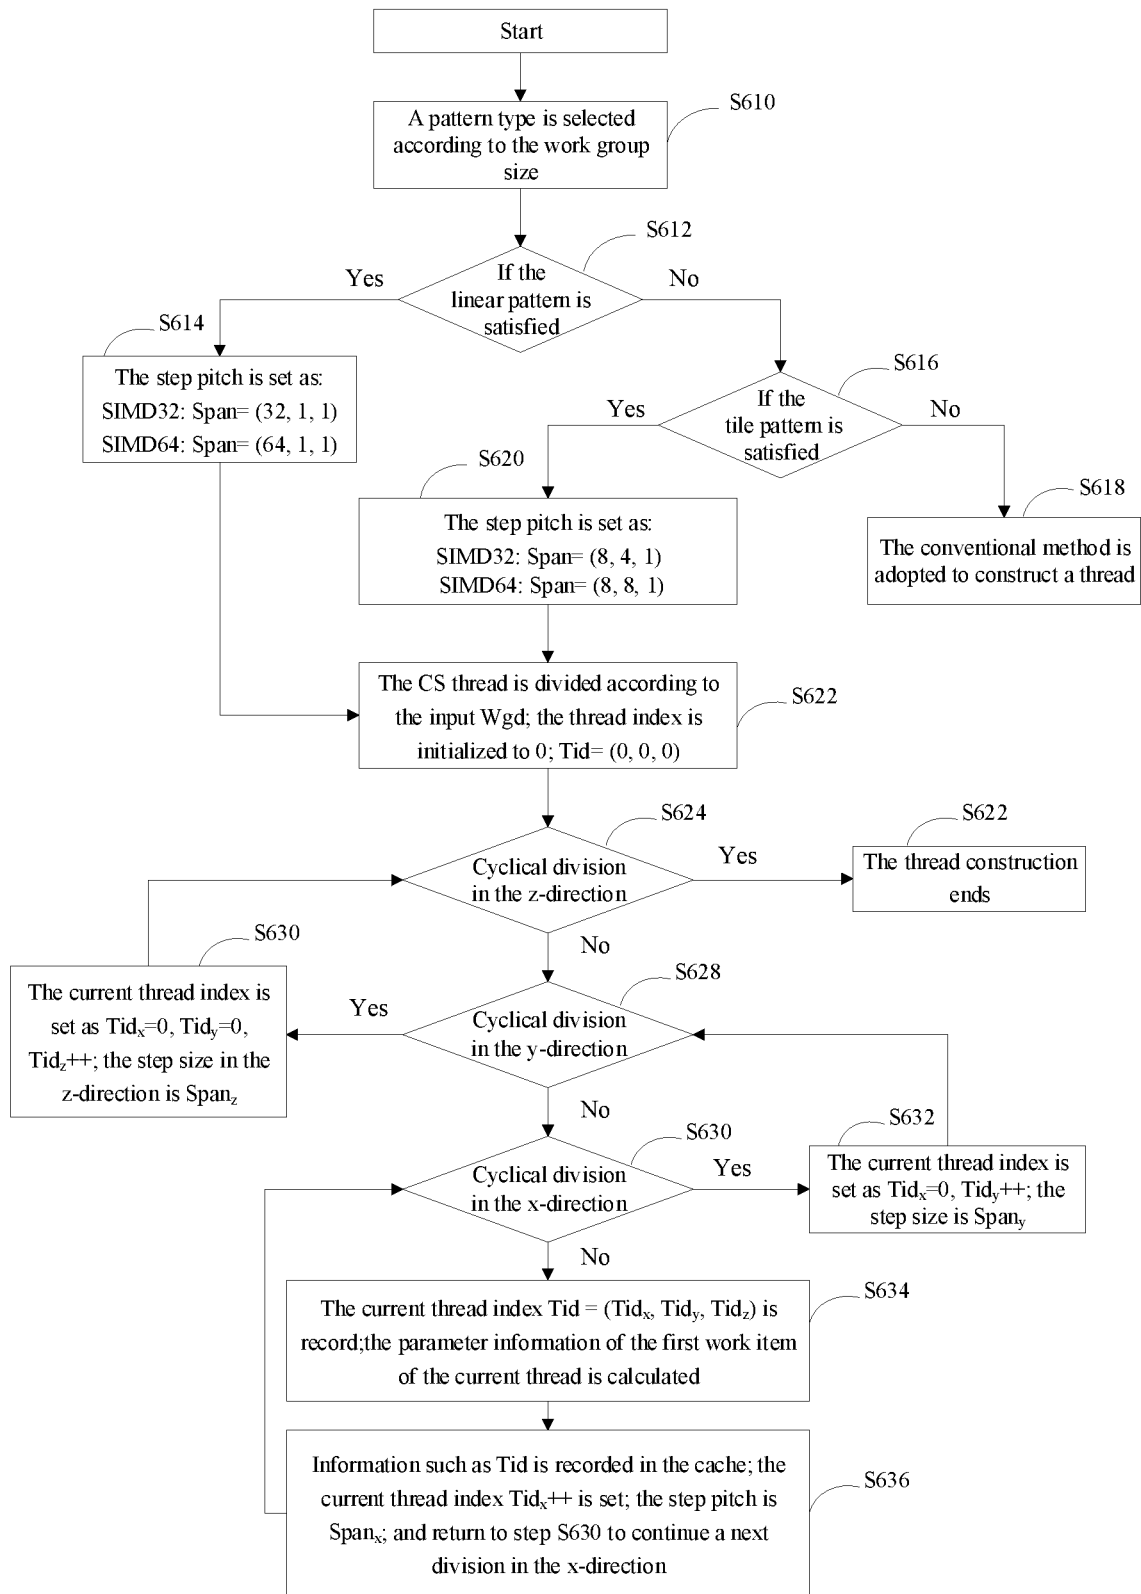 Start
S610
A pattern type is selected
according to the work group
size
S612
Yes
No
If the
linear pattern is
satisfied
S614
The step pitch is set as:
SIMD32: Span= (32, 1, 1)
SIMD64: Span= (64, 1, 1)
S616
Yes
No
If the
tile pattern is
satisfied
S620
The step pitch is set as:
SIMD32: Span= (8, 4, 1)
SIMD64: Span= (8, 8, 1)
S618
The conventional method is
adopted to construct a thread
The CS thread is divided according to
the input Wgd; the thread index is
initialized to 0; Tid= (0, 0, 0)
S622
S624
Cyclical division
in the z-direction
Yes
No
S622
The thread construction
ends
S630
The current thread index is
set as Tidx=0, Tidy=0,
Tidz++; the step size in the
z-direction is Spanz
S628
Yes
Cyclical division
in the y-direction
No
S630
Cyclical division
in the x-direction
Yes
No
S632
The current thread index is
set as Tidx=0, Tidy++; the
step size is Spany
S634
The current thread index Tid = (Tidx, Tidy, Tidz) is
record;the parameter information of the first work item
of the current thread is calculated
Information such as Tid is recorded in the cache; the
current thread index Tidx++ is set; the step pitch is
Spanx; and return to step S630 to continue a next
division in the x-direction
S636